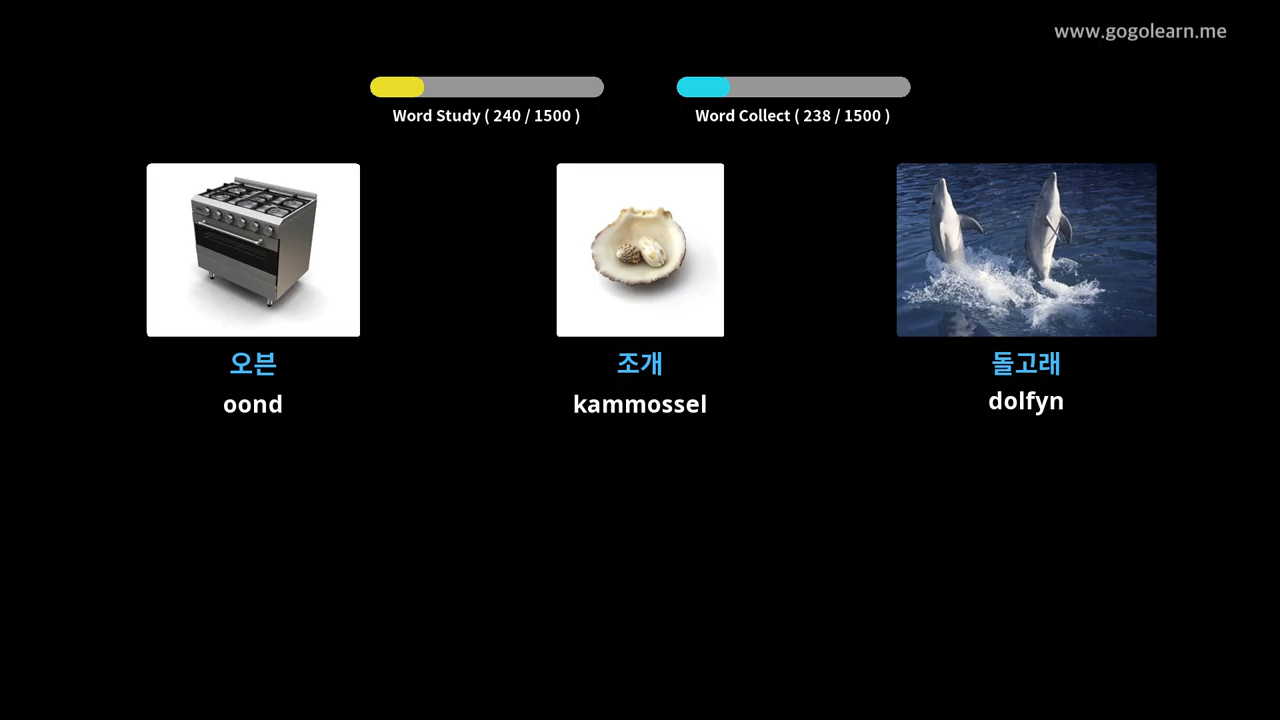 www.gogolearn.me
Word Study ( 240 / 1500 )
Word Collect ( 238 / 1500 )
오븐
조개
돌고래
oond
kammossel
dolfyn